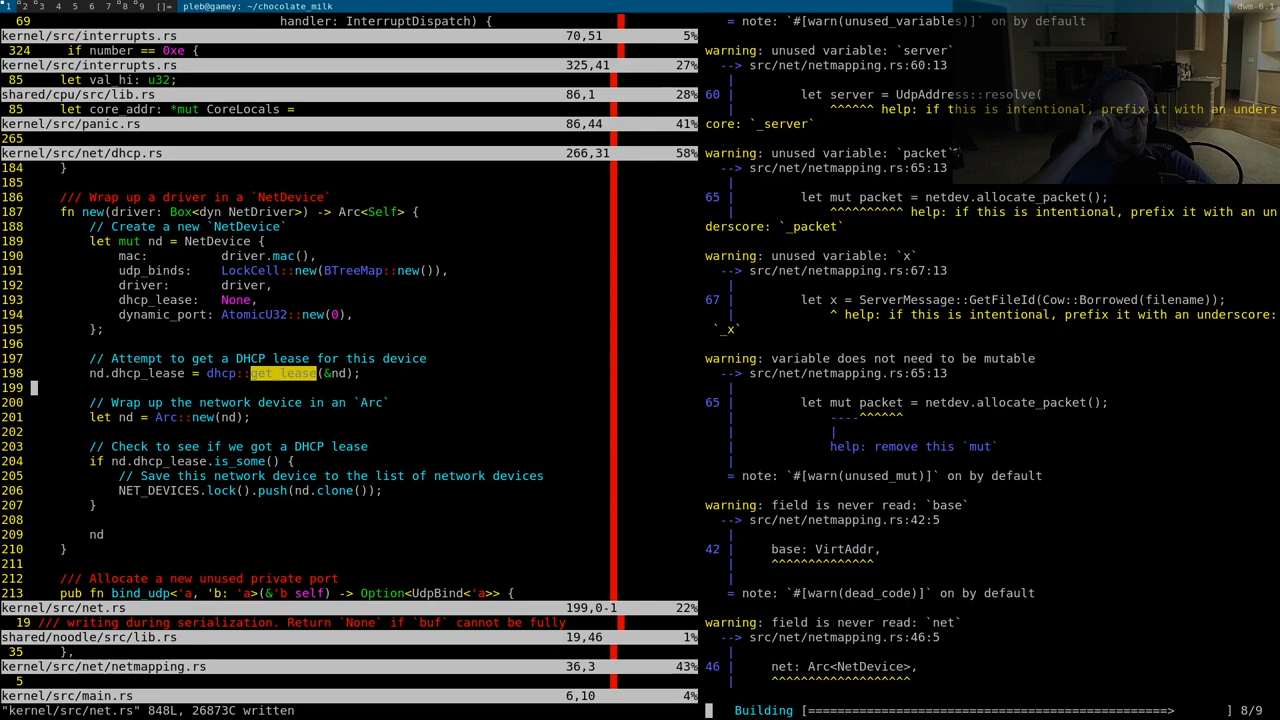 1 2 3 4 5 6 7 8 9 []= pleb@gamey: ~/chocolate_milk dwm-6.1
69 handler: InterruptDispatch) {
kernel/src/interrupts.rs 70,51 5%
324 if number == 0xe {
kernel/src/interrupts.rs 325,41 27%
85 let val_hi: u32;
shared/cpu/src/lib.rs 86,1 28%
85 let core_addr: *mut CoreLocals =
kernel/src/panic.rs 86,44 41%
265
kernel/src/net/dhcp.rs 266,31 58%
184 }
185
186 /// Wrap up a driver in a `NetDevice`
187 fn new(driver: Box<dyn NetDriver>) -> Arc<Self> {
188 // Create a new `NetDevice`
189 let mut nd = NetDevice {
190 mac: driver.mac(),
191 udp_binds: LockCell::new(BTreeMap::new()),
192 driver: driver,
193 dhcp_lease: None,
194 dynamic_port: AtomicU32::new(0),
195 };
196
197 // Attempt to get a DHCP lease for this device
198 nd.dhcp_lease = dhcp::get_lease(&nd);
199
200 // Wrap up the network device in an `Arc`
201 let nd = Arc::new(nd);
202
203 // Check to see if we got a DHCP lease
204 if nd.dhcp_lease.is_some() {
205 // Save this network device to the list of network devices
206 NET_DEVICES.lock().push(nd.clone());
207 }
208
209 nd
210 }
211
212 /// Allocate a new unused private port
213 pub fn bind_udp<'a, 'b: 'a>(&'b self) -> Option<UdpBind<'a>> {
kernel/src/net.rs 199,0-1 22%
19 /// writing during serialization. Return `None` if `buf` cannot be fully
shared/noodle/src/lib.rs 19,46 1%
35 },
kernel/src/net/netmapping.rs 36,3 43%
5
kernel/src/main.rs 6,10 4%
"kernel/src/net.rs" 848L, 26873C written
= note: `#[warn(unused_variables)]` on by default
warning: unused variable: `server`
--> src/net/netmapping.rs:60:13
|
60 | let server = UdpAddress::resolve(
| ^^^^^^ help: if this is intentional, prefix it with an unders
core: `_server`
warning: unused variable: `packet`
--> src/net/netmapping.rs:65:13
|
65 | let mut packet = netdev.allocate_packet();
| ^^^^^^^^^^ help: if this is intentional, prefix it with an un
derscore: `_packet`
warning: unused variable: `x`
--> src/net/netmapping.rs:67:13
|
67 | let x = ServerMessage::GetFileId(Cow::Borrowed(filename));
| ^ help: if this is intentional, prefix it with an underscore:
`_x`
warning: variable does not need to be mutable
--> src/net/netmapping.rs:65:13
|
65 | let mut packet = netdev.allocate_packet();
| ----^^^^^^
| |
| help: remove this `mut`
|
= note: `#[warn(unused_mut)]` on by default
warning: field is never read: `base`
--> src/net/netmapping.rs:42:5
|
42 | base: VirtAddr,
| ^^^^^^^^^^^^^^
|
= note: `#[warn(dead_code)]` on by default
warning: field is never read: `net`
--> src/net/netmapping.rs:46:5
|
46 | net: Arc<NetDevice>,
| ^^^^^^^^^^^^^^^^^^^
Building [=================================================> ] 8/9